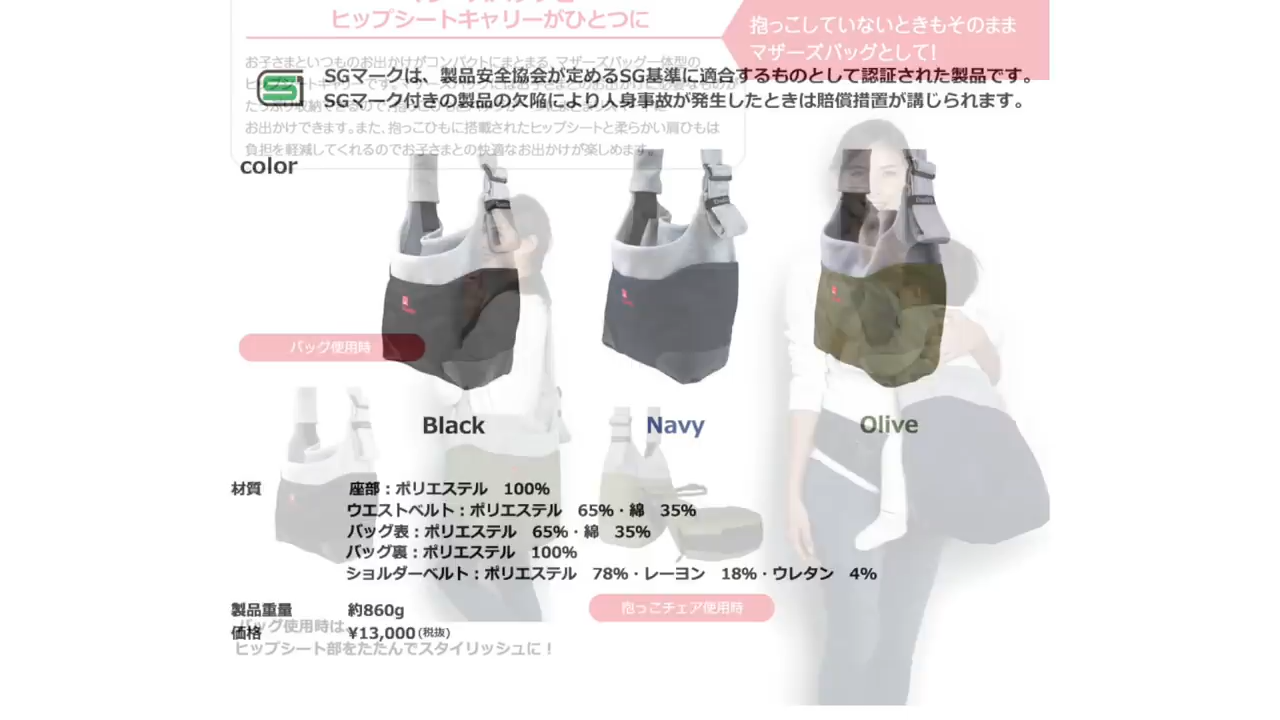 ヒップシートキャリーがひとつに
抱っこしていないときもそのまま
マザーズバッグとして!
お子さまといつものお出かけがコンパクトにまとまる、マザーズバッグ一体型の
SGマークは、製品安全協会が定めるSG基準に適合するものとして認証された製品です。
SGマーク付きの製品の欠陥により人身事故が発生したときは賠償措置が講じられます。
お出かけできます。また、抱っこひもに搭載されたヒップシートと柔らかい肩ひもは
負担を軽減してくれるのでお子さまとの快適なお出かけが楽しめます。
color
バッグ使用時
Black
Navy
Olive
材質
座部：ポリエステル　100%
ウエストベルト：ポリエステル　65%・綿　35%
バッグ表：ポリエステル　65%・綿　35%
バッグ裏：ポリエステル　100%
ショルダーベルト：ポリエステル　78%・レーヨン　18%・ウレタン　4%
抱っこチェア使用時
製品重量　約860g
価格　¥13,000(税抜)
バッグ使用時は、
ヒップシート部をたたんでスタイリッシュに！